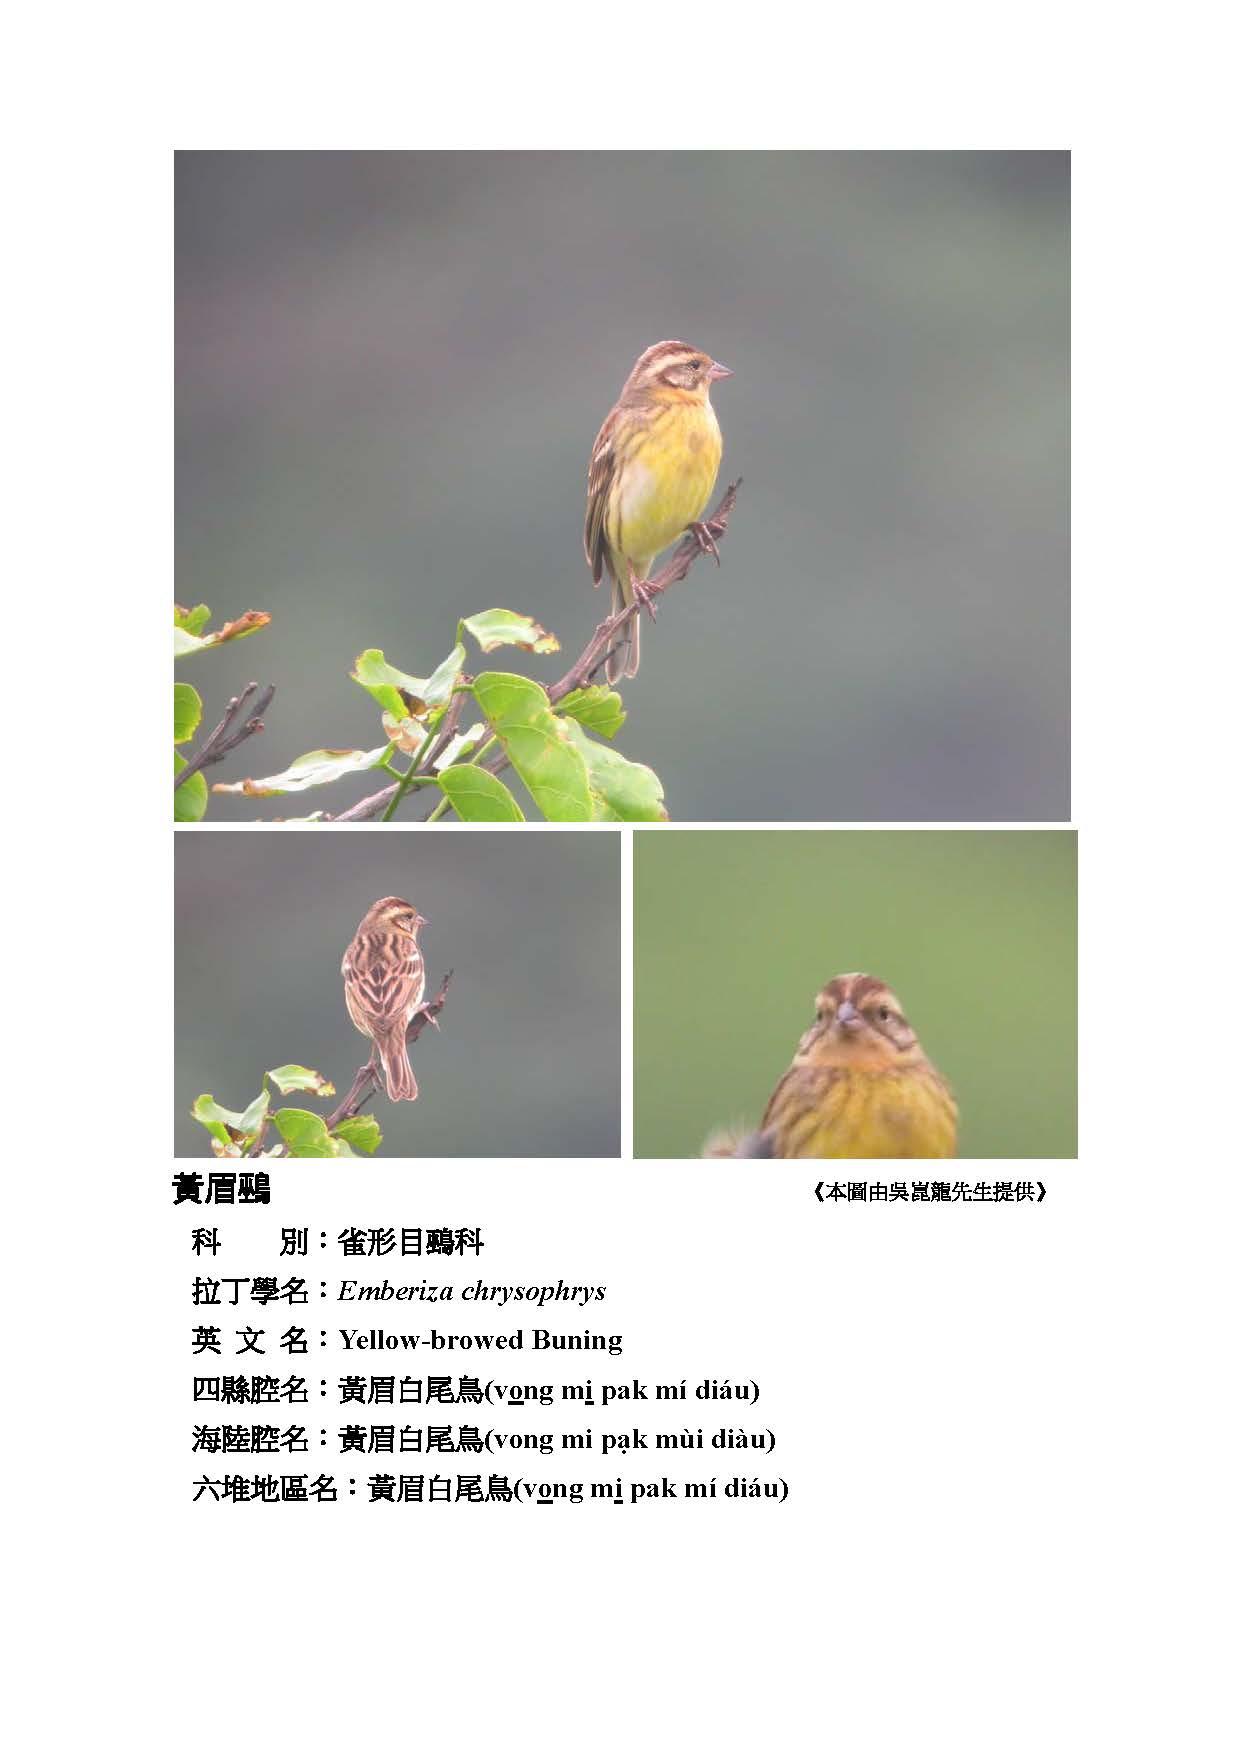 黃眉鵐 《本圖由吳崑龍先生提供》
科 別：雀形目鵐科
拉丁學名：Emberiza chrysophrys
英 文 名：Yellow-browed Buning
四縣腔名：黃眉白尾鳥(vo̲ng mi̲ pak mí diáu)
海陸腔名：黃眉白尾鳥(vong mi pạk mùi diàu)
六堆地區名：黃眉白尾鳥(vo̲ng mi̲ pak mí diáu)